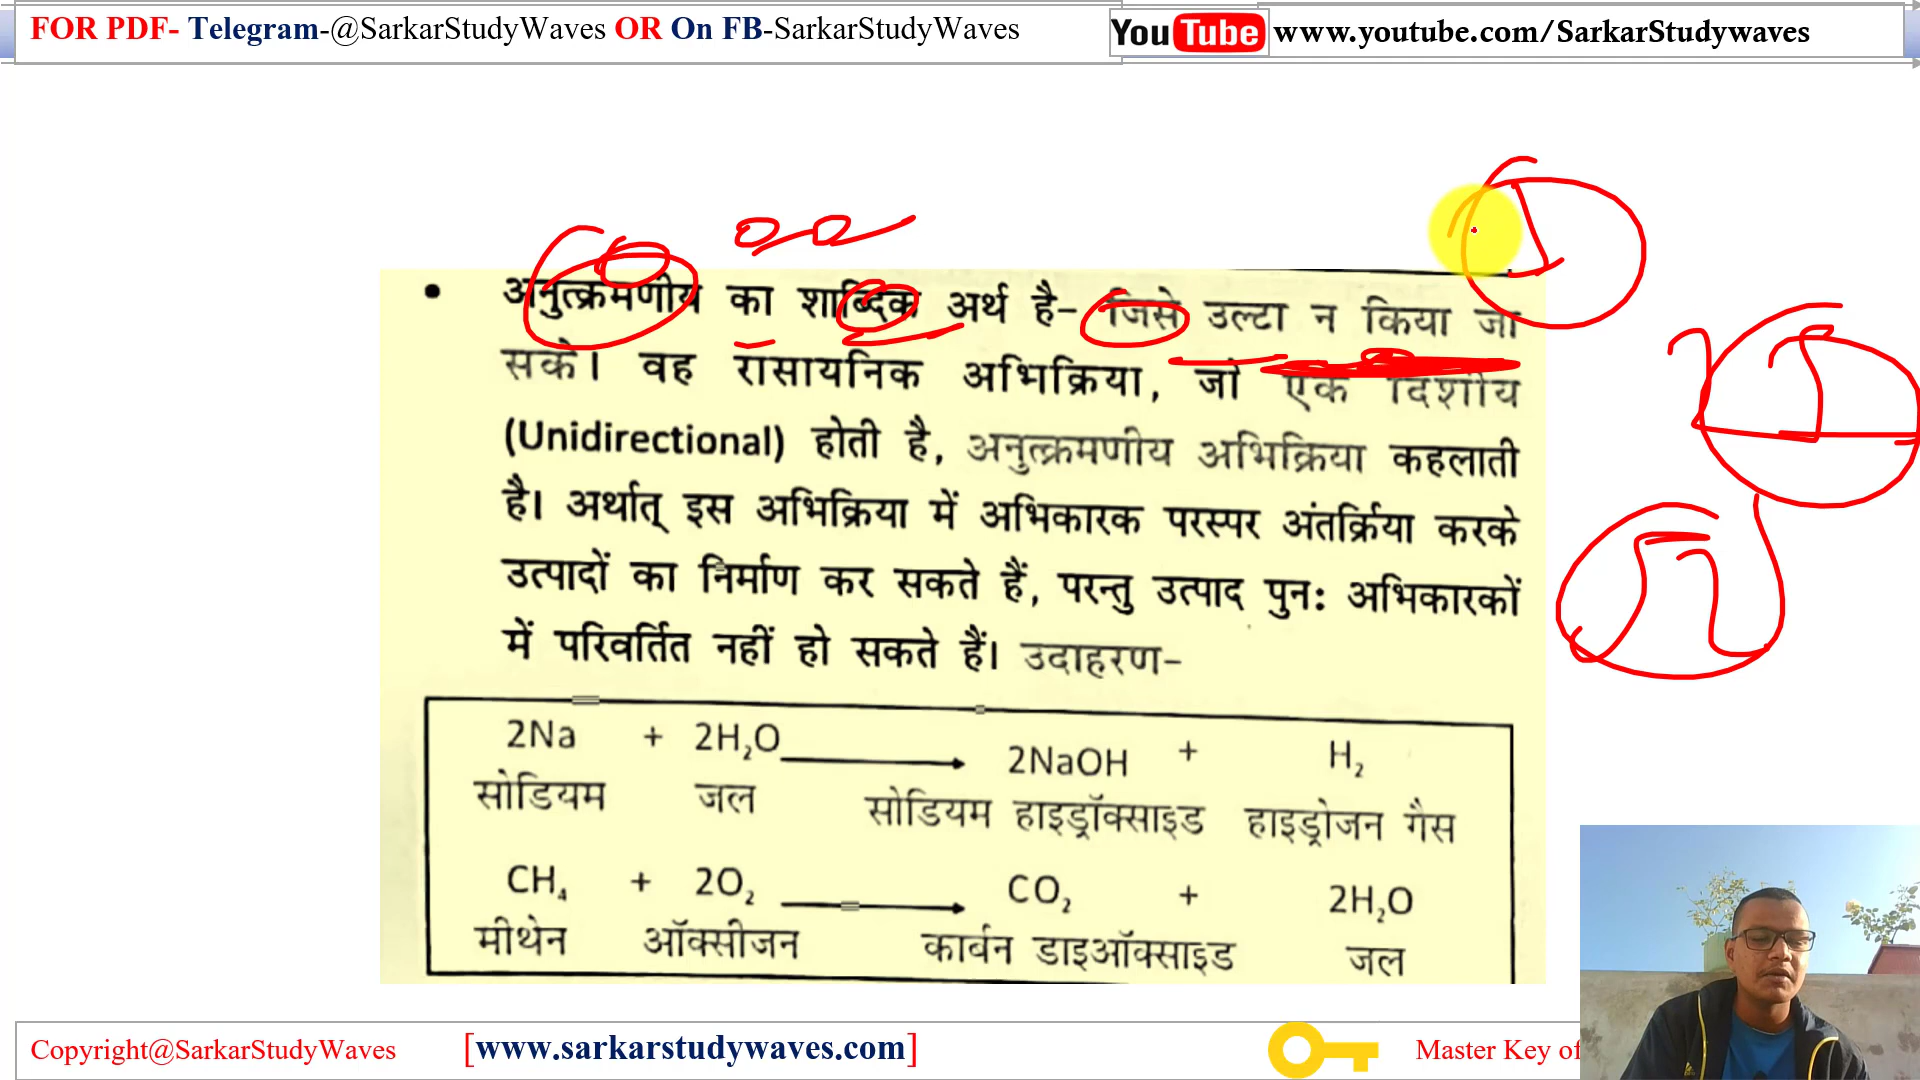 FOR PDF- Telegram-@SarkarStudyWaves OR On FB-SarkarStudyWaves
YouTube www.youtube.com/SarkarStudywaves
• अनुत्क्रमणीय का शाब्दिक अर्थ है- जिसे उल्टा न किया जा
सके। वह रासायनिक अभिक्रिया, जो एक दिशीय
(Unidirectional) होती है, अनुत्क्रमणीय अभिक्रिया कहलाती
है। अर्थात् इस अभिक्रिया में अभिकारक परस्पर अंतर्क्रिया करके
उत्पादों का निर्माण कर सकते हैं, परन्तु उत्पाद पुनः अभिकारकों
में परिवर्तित नहीं हो सकते हैं। उदाहरण-
2Na + 2H₂O → 2NaOH + H₂
सोडियम जल सोडियम हाइड्रॉक्साइड हाइड्रोजन गैस
CH₄ + 2O₂ → CO₂ + 2H₂O
मीथेन ऑक्सीजन कार्बन डाइऑक्साइड जल
Copyright@SarkarStudyWaves [www.sarkarstudywaves.com] Master Key of